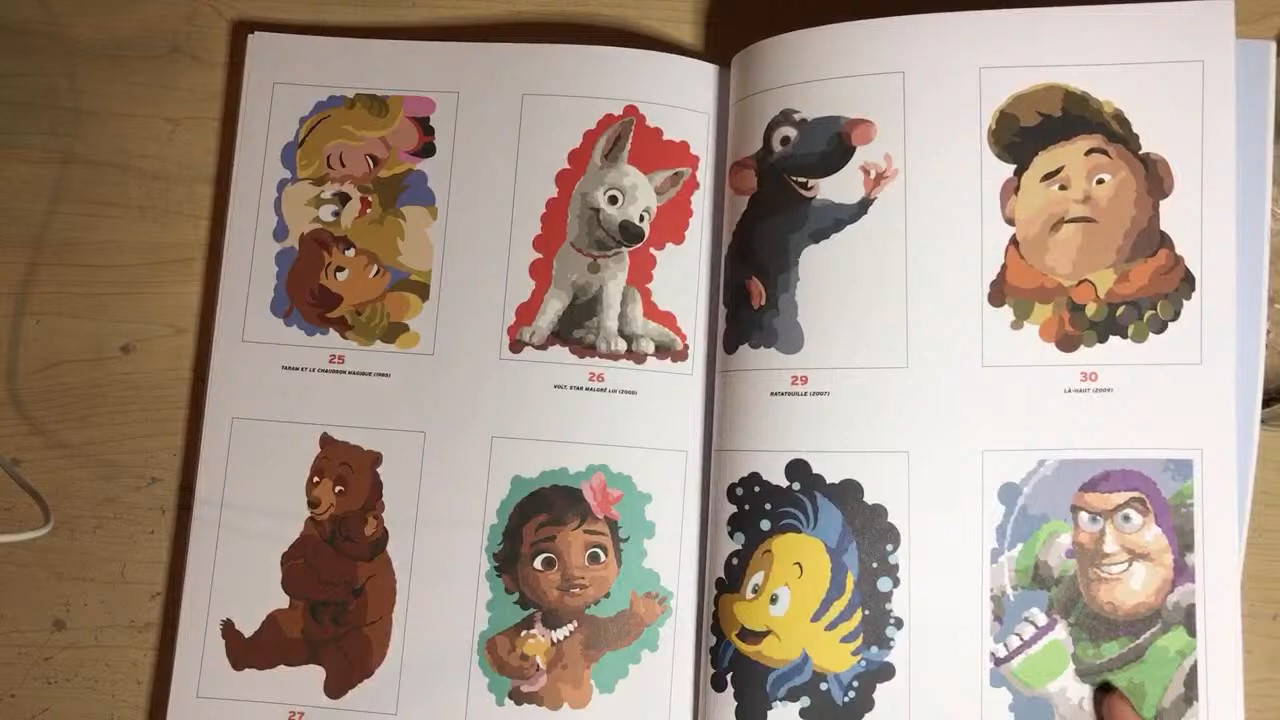 25
TARAM ET LE CHAUDRON MAGIQUE (1985)
26
VOLT, STAR MALGRÉ LUI (2008)
29
RATATOUILLE (2007)
30
LÀ-HAUT (2009)
27